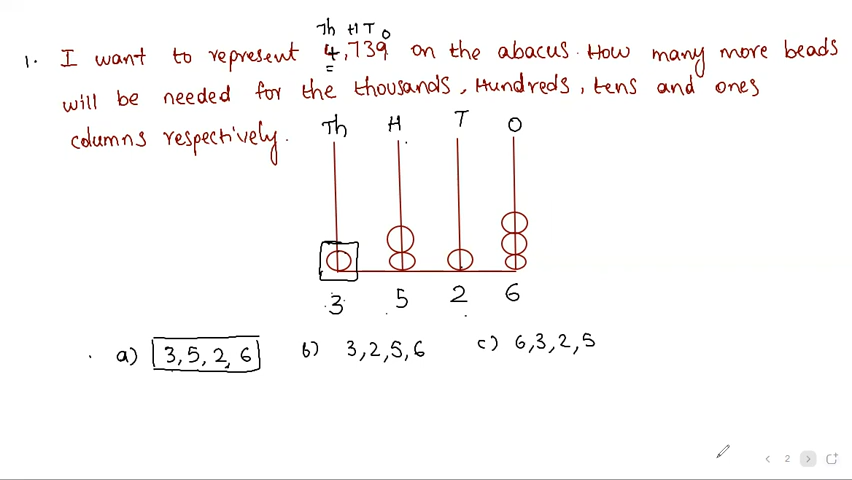 Th H T O
1. I want to represent 4,739 on the abacus. How many more beads
will be needed for the thousands, Hundreds, tens and ones
columns respectively.
Th H T O
3 5 2 6
a) 3, 5, 2, 6 b) 3, 2, 5, 6 c) 6, 3, 2, 5
2